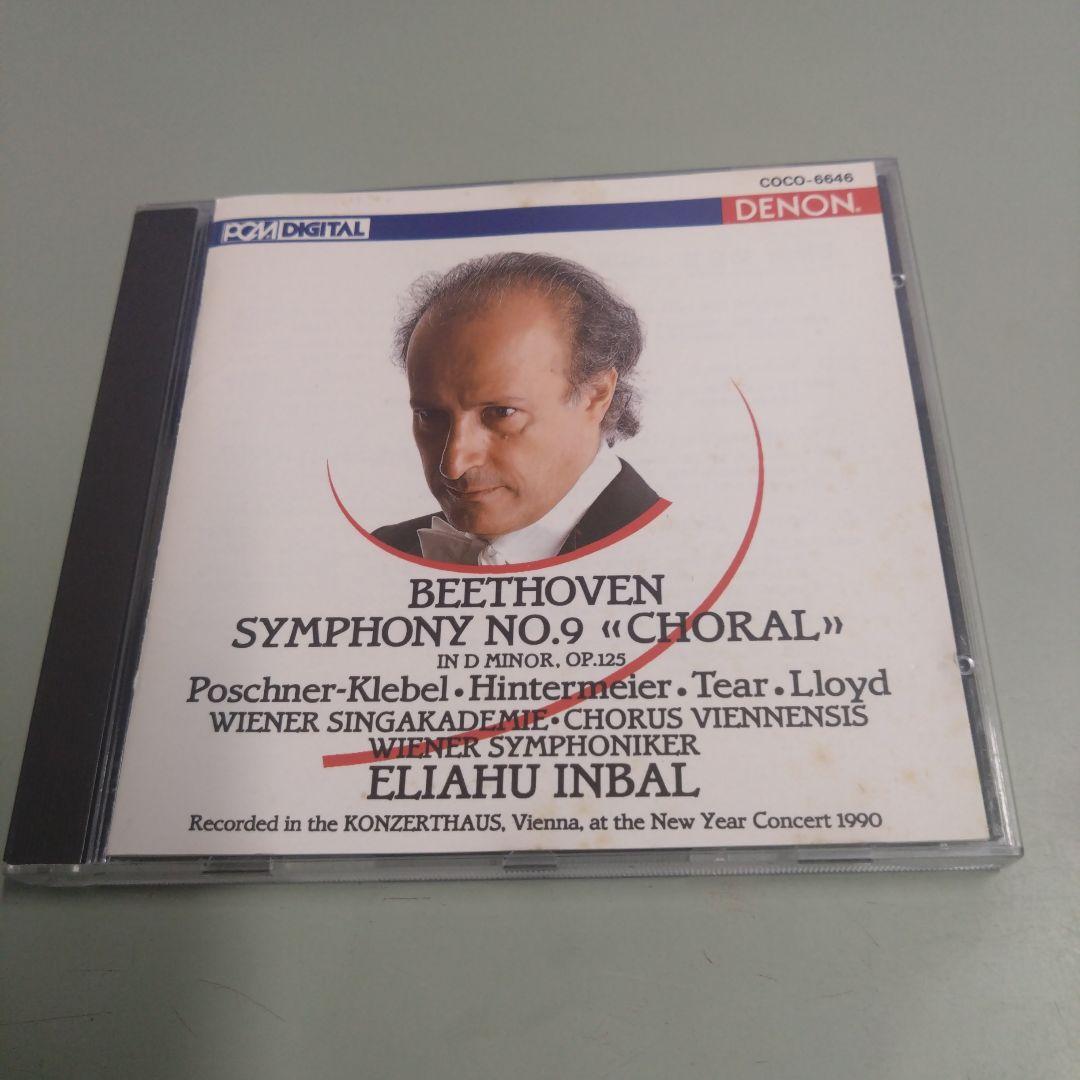 COCO-6646
PCM DIGITAL
DENON®
BEETHOVEN
SYMPHONY NO.9 «CHORAL»
IN D MINOR, OP.125
Poschner-Klebel • Hintermeier • Tear • Lloyd
WIENER SINGAKADEMIE • CHORUS VIENNENSIS
WIENER SYMPHONIKER
ELIAHU INBAL
Recorded in the KONZERTHAUS, Vienna, at the New Year Concert 1990